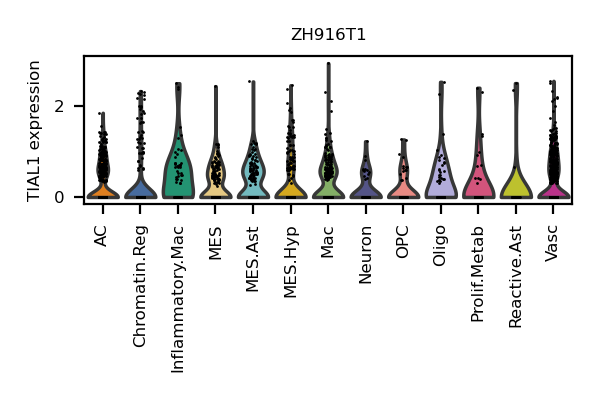 ZH916T1
TIAL1 expression
2
0
AC
Chromatin.Reg
Inflammatory.Mac
MES
MES.Ast
MES.Hyp
Mac
Neuron
OPC
Oligo
Prolif.Metab
Reactive.Ast
Vasc